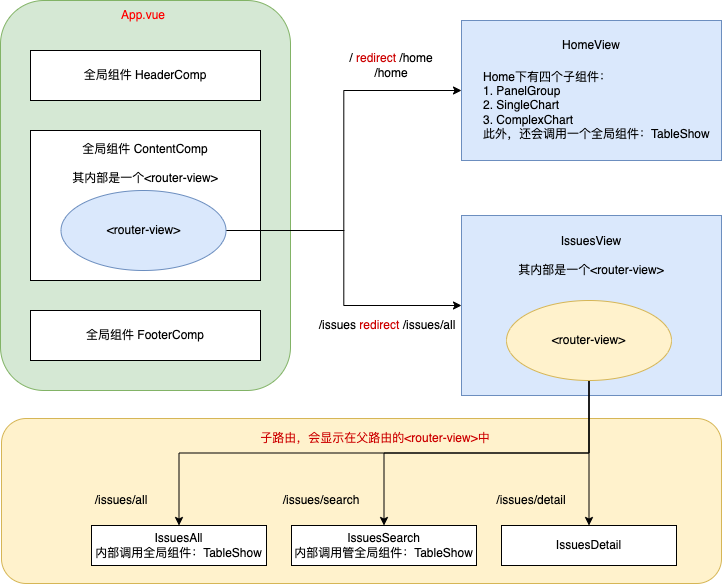 App.vue
全局组件 HeaderComp
全局组件 ContentComp
其内部是一个<router-view>
<router-view>
全局组件 FooterComp
/ redirect /home
/home
HomeView
Home下有四个子组件：
1. PanelGroup
2. SingleChart
3. ComplexChart
此外，还会调用一个全局组件：TableShow
/issues redirect /issues/all
IssuesView
其内部是一个<router-view>
<router-view>
子路由，会显示在父路由的<router-view>中
/issues/all
/issues/search
/issues/detail
IssuesAll
内部调用全局组件：TableShow
IssuesSearch
内部调用管全局组件：TableShow
IssuesDetail